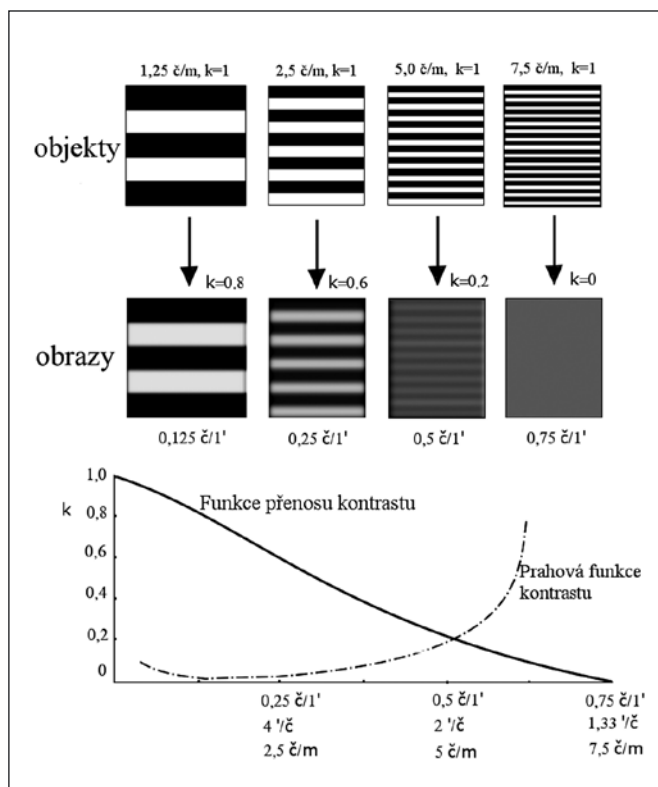 1,25 č/m, k=1 2,5 č/m, k=1 5,0 č/m, k=1 7,5 č/m, k=1
objekty
k=0.8 k=0.6 k=0.2 k=0
obrazy
0,125 č/1' 0,25 č/1' 0,5 č/1' 0,75 č/1'
1,0
k
Funkce přenosu kontrastu
0,8
0,6
Prahová funkce
kontrastu
0,4
0,2
0
0,25 č/1' 0,5 č/1' 0,75 č/1'
4 '/č 2 '/č 1,33 '/č
2,5 č/m 5 č/m 7,5 č/m